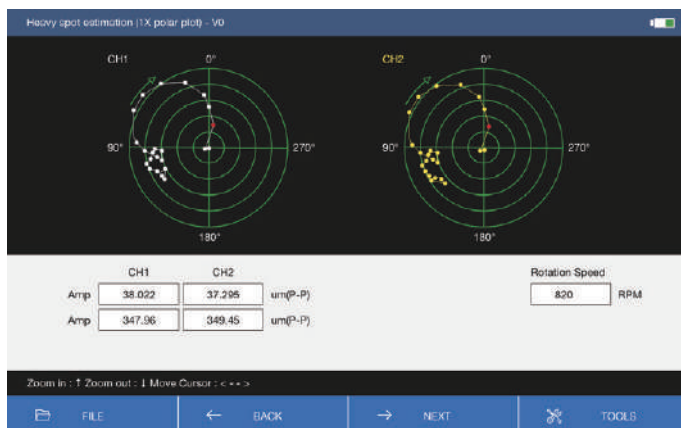 Heavy spot estimation (1X polar plot) - V0
CH1 0° CH2 0°
90° 270° 90° 270°
180° 180°
CH1 CH2 Rotation Speed
Amp 38.022 37.295 um(P-P) 820 RPM
Amp 347.96 349.45 um(P-P)
Zoom in : ↑ Zoom out : ↓ Move Cursor : < - - >
FILE ← BACK → NEXT TOOLS